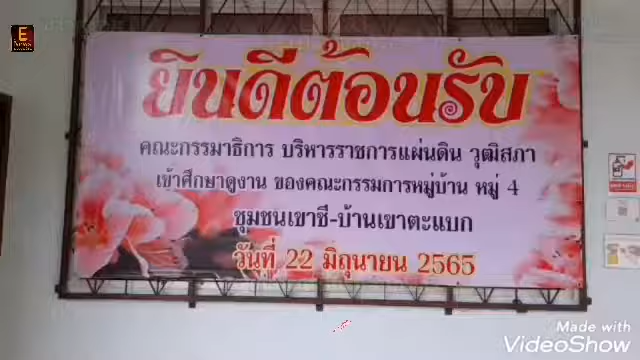 E
News
ยินดีต้อนรับ
คณะกรรมาธิการ บริหารราชการแผ่นดิน วุฒิสภา
เข้าศึกษาดูงาน ของคณะกรรมการหมู่บ้าน หมู่ 4
ชุมชนเขาชี-บ้านเขาตะแบก
วันที่ 22 มิถุนายน 2565
Made with
VideoShow